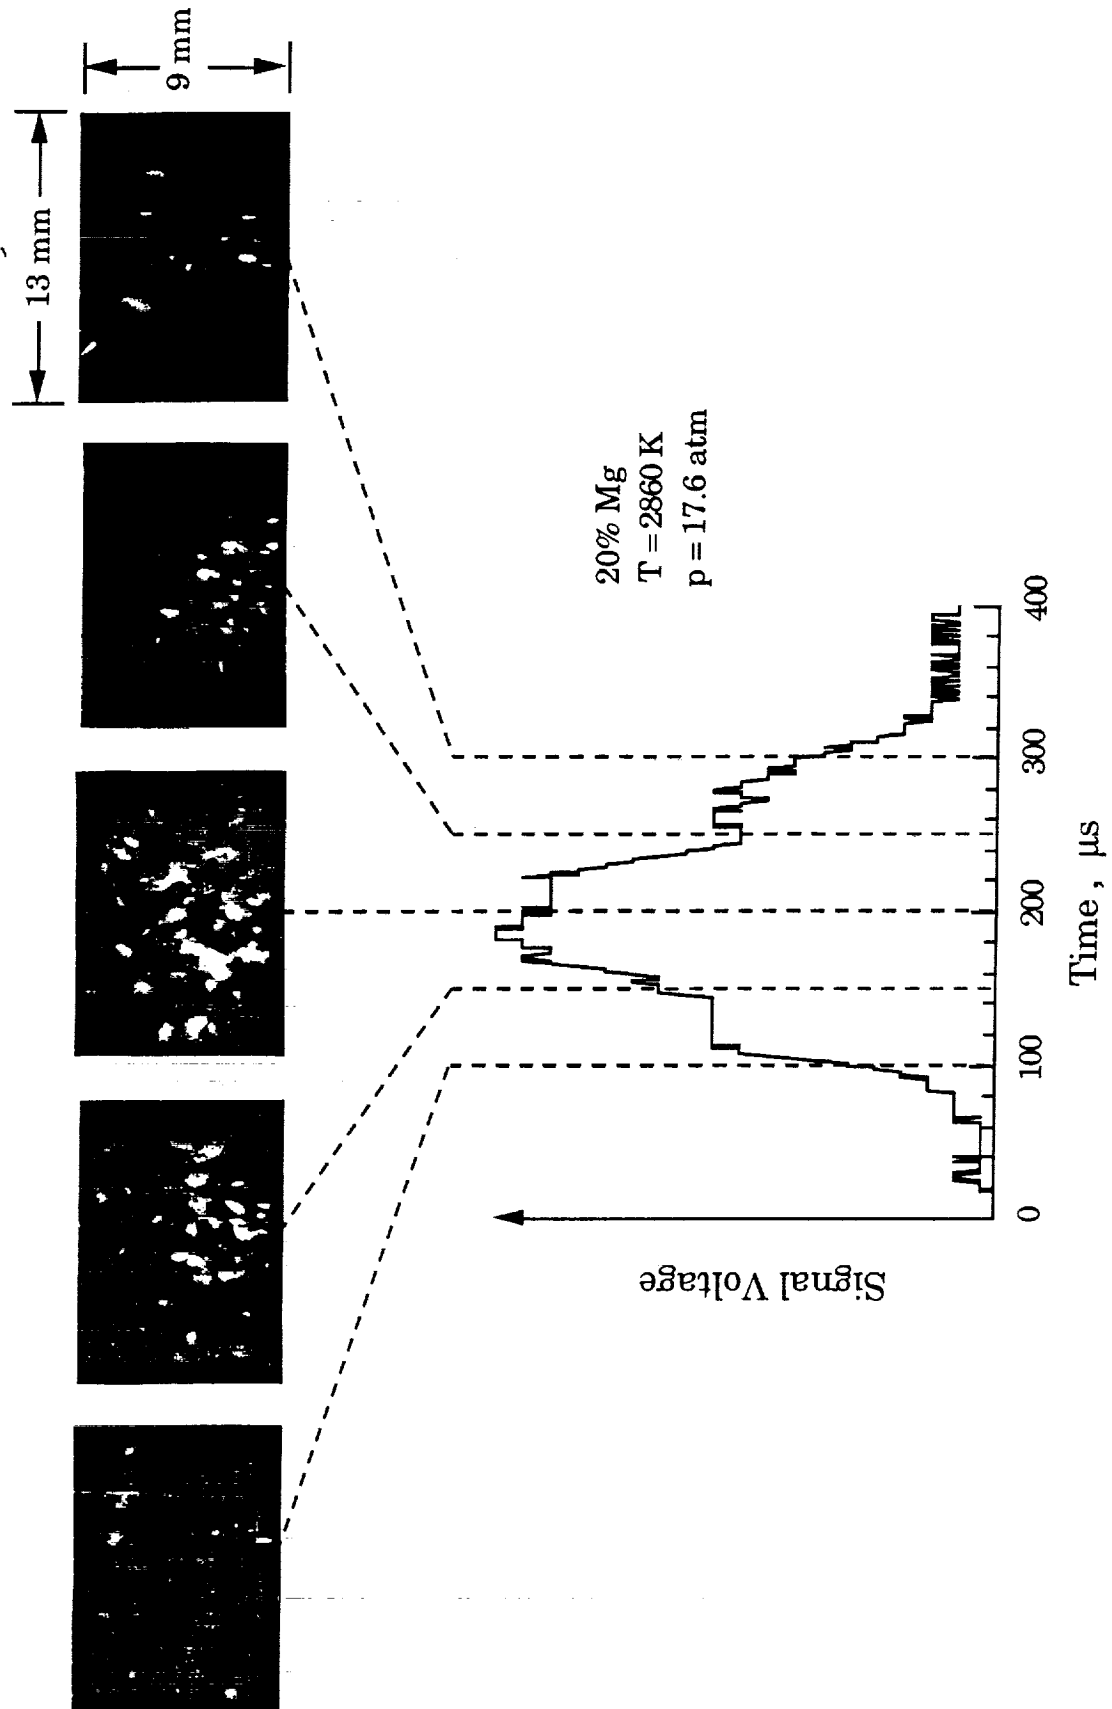 13 mm
9 mm
20% Mg
T = 2860 K
p = 17.6 atm
Signal Voltage
0
100
200
300
400
Time, µs